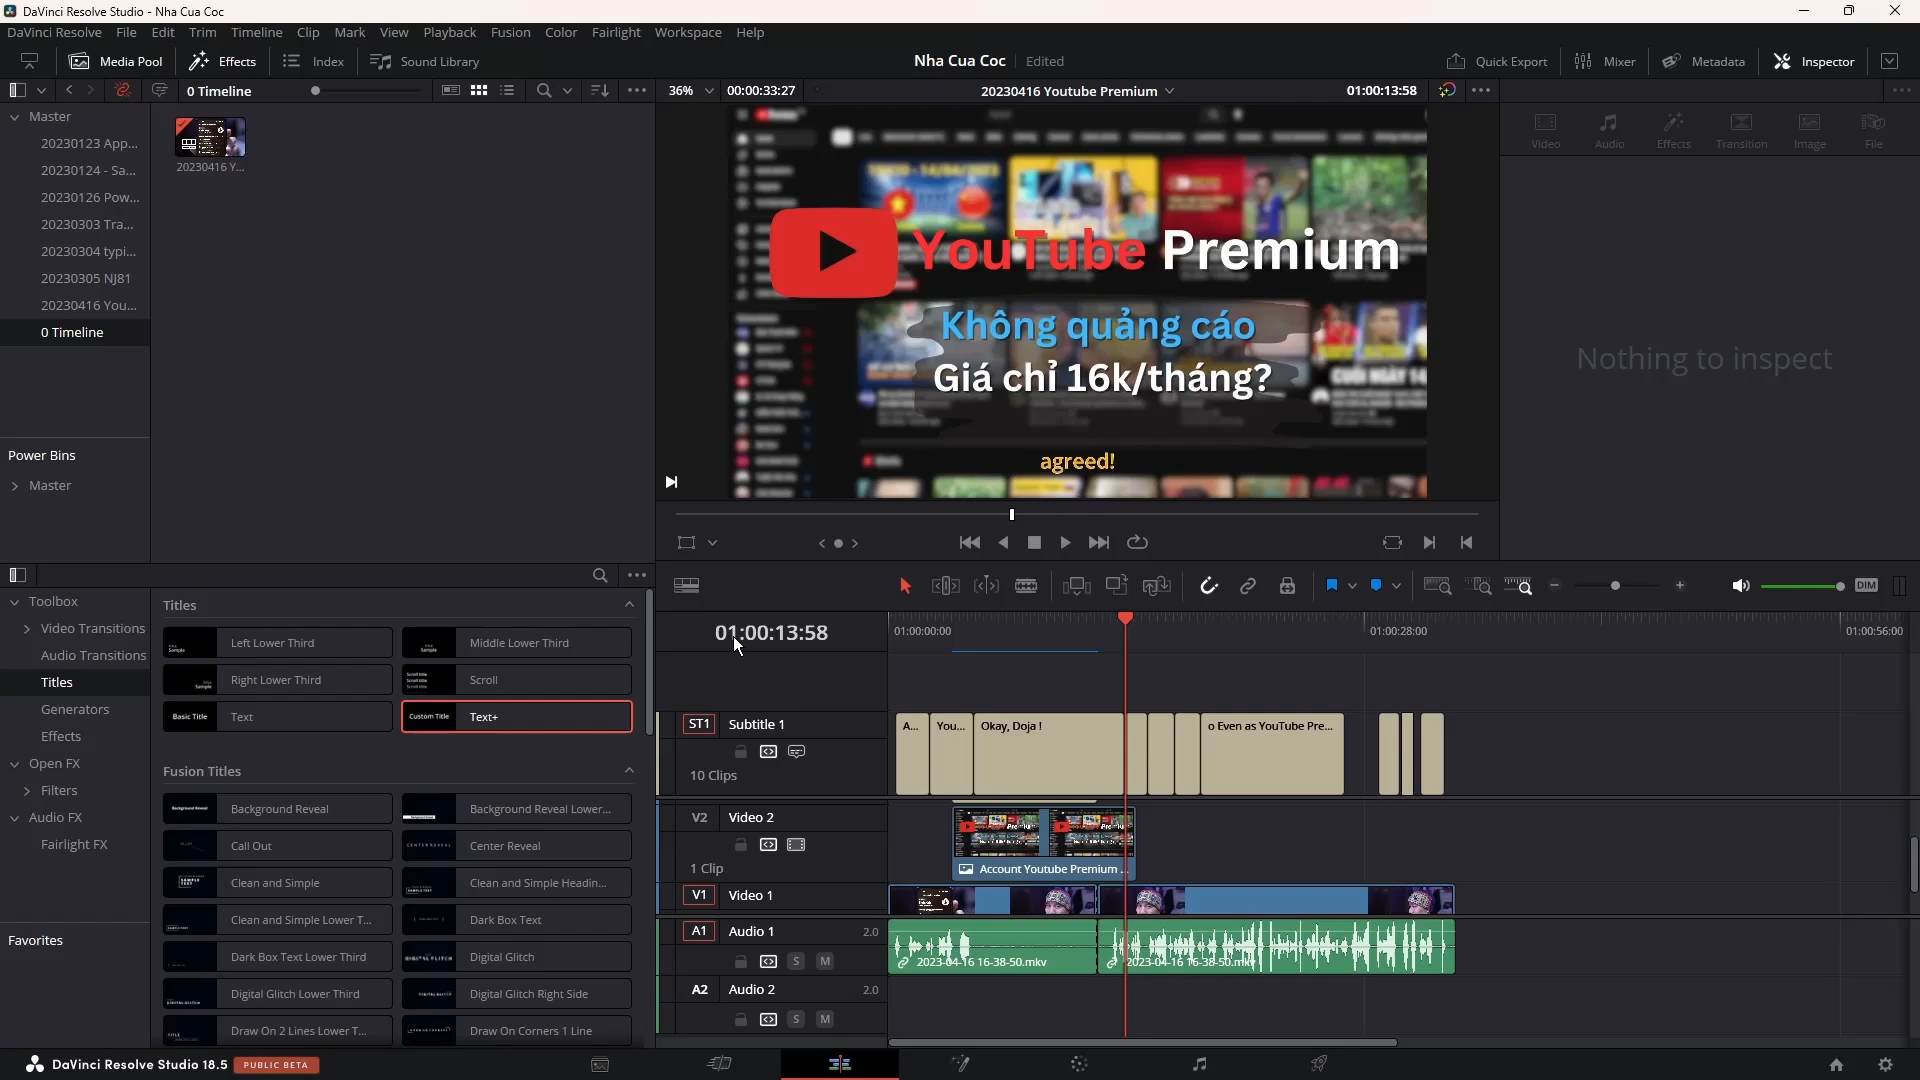 DaVinci Resolve Studio - Nha Cua Coc
DaVinci Resolve File Edit Trim Timeline Clip Mark View Playback Fusion Color Fairlight Workspace Help
Media Pool Effects Index Sound Library Nha Cua Coc Edited Quick Export Mixer Metadata Inspector
0 Timeline 36% 00:00:33:27 20230416 Youtube Premium 01:00:13:58
Master
20230123 App...
20230124 - Sa...
20230126 Pow...
20230303 Tra...
20230304 typi...
20230305 NJ81
20230416 You...
0 Timeline
20230416 Y...
Power Bins
Master
YouTube Premium
Không quảng cáo
Giá chỉ 16k/tháng?
agreed!
Video Audio Effects Transition Image File
Nothing to inspect
Toolbox
Video Transitions
Audio Transitions
Titles
Generators
Effects
Open FX
Filters
Audio FX
Fairlight FX
Favorites
Titles
Left Lower Third Middle Lower Third
Right Lower Third Scroll
Basic Title Text Custom Title Text+
Fusion Titles
Background Reveal Background Reveal Lower...
Call Out Center Reveal
Clean and Simple Clean and Simple Headin...
Clean and Simple Lower T... Dark Box Text
Dark Box Text Lower Third Digital Glitch
Digital Glitch Lower Third Digital Glitch Right Side
Draw On 2 Lines Lower T... Draw On Corners 1 Line
DIM
01:00:13:58 01:00:00:00 01:00:28:00 01:00:56:00
ST1 Subtitle 1
10 Clips
A... You... Okay, Doja ! o Even as YouTube Pre...
V2 Video 2
1 Clip
Account Youtube Premium ...
V1 Video 1
A1 Audio 1 2.0
S M
2023-04-16 16-38-50.mkv 2023-04-16 16-38-50.mkv
A2 Audio 2 2.0
S M
DaVinci Resolve Studio 18.5 PUBLIC BETA